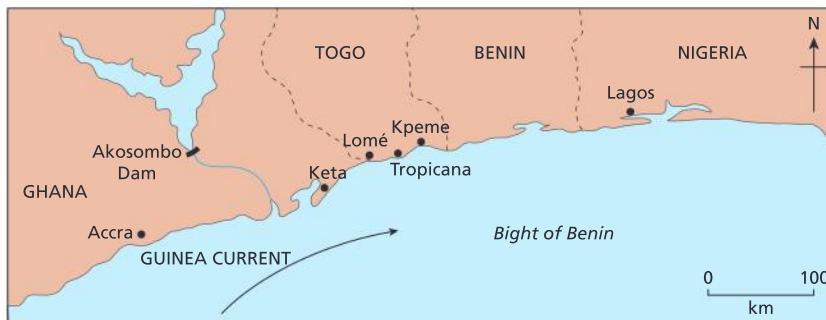 N
TOGO
BENIN
NIGERIA
Lagos
Kpeme
Lomé
Akosombo
Dam
Tropicana
Keta
GHANA
Accra
Bight of Benin
GUINEA CURRENT
0 100
km